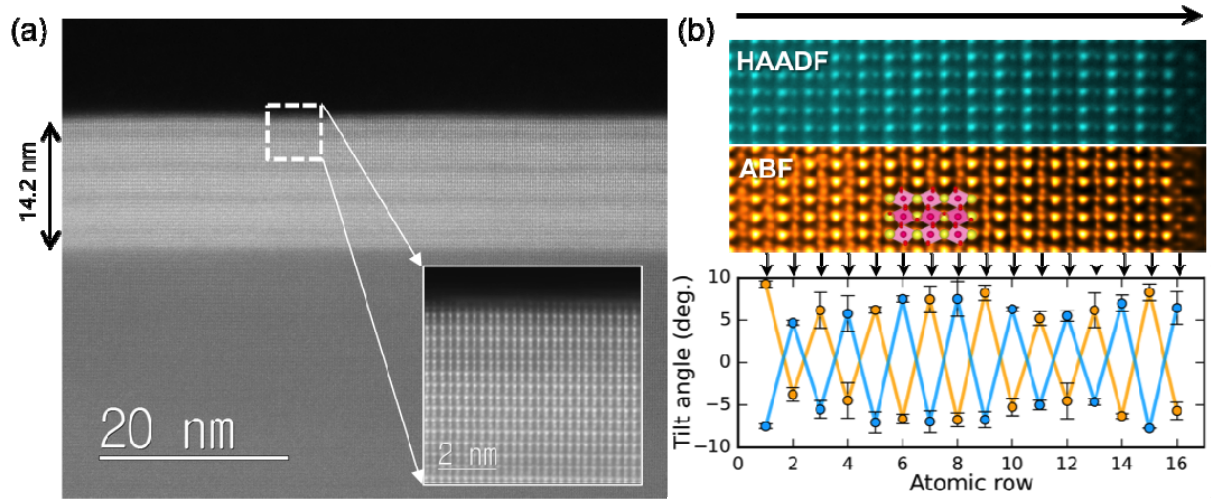 (a)
14.2 nm
20 nm
2 nm
(b)
HAADF
ABF
Tilt angle (deg.)
10
5
0
−5
−10
0 2 4 6 8 10 12 14 16
Atomic row